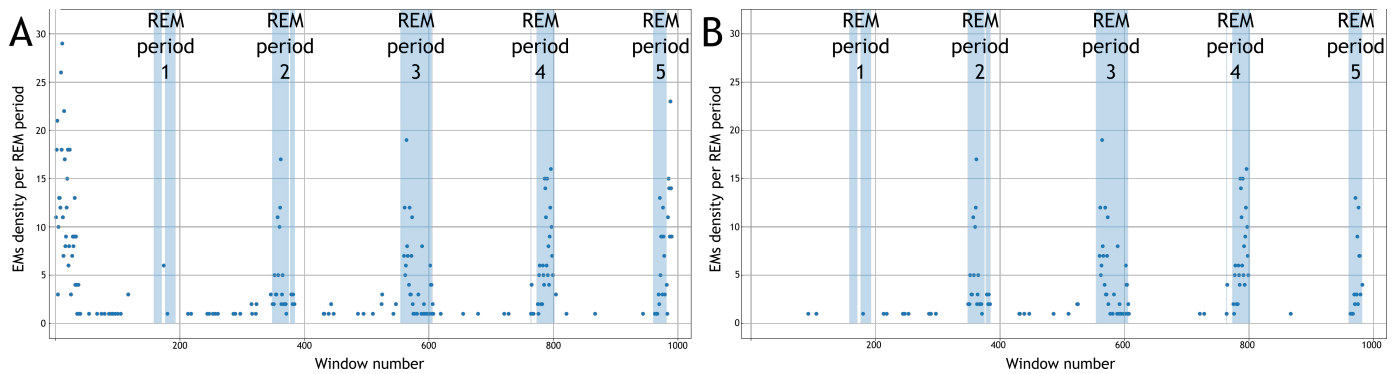 A
REM period 1
REM period 2
REM period 3
REM period 4
REM period 5
EMs density per REM period
30
25
20
15
10
5
0
200
400
600
800
1000
Window number
B
REM period 1
REM period 2
REM period 3
REM period 4
REM period 5
EMs density per REM period
30
25
20
15
10
5
0
200
400
600
800
1000
Window number